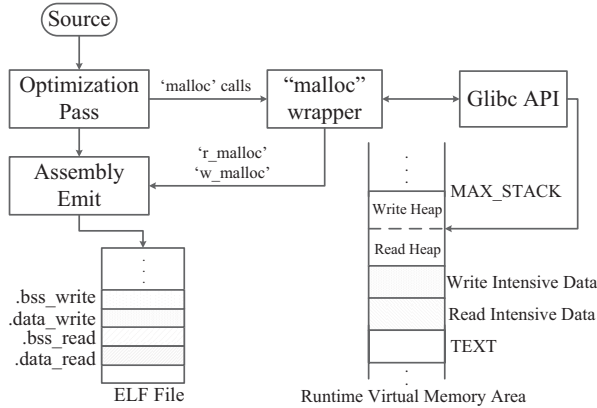 Source
Optimization
Pass
‘malloc’ calls
“malloc”
wrapper
Glibc API
‘r_malloc’
‘w_malloc’
Assembly
Emit
MAX_STACK
Write Heap
Read Heap
Write Intensive Data
Read Intensive Data
TEXT
.bss_write
.data_write
.bss_read
.data_read
ELF File
Runtime Virtual Memory Area